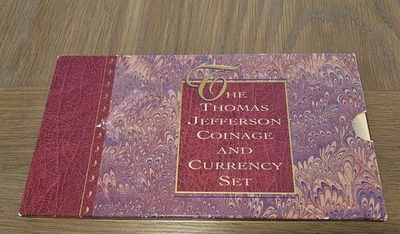 THE
THOMAS
JEFFERSON
COINAGE
AND
CURRENCY
SET